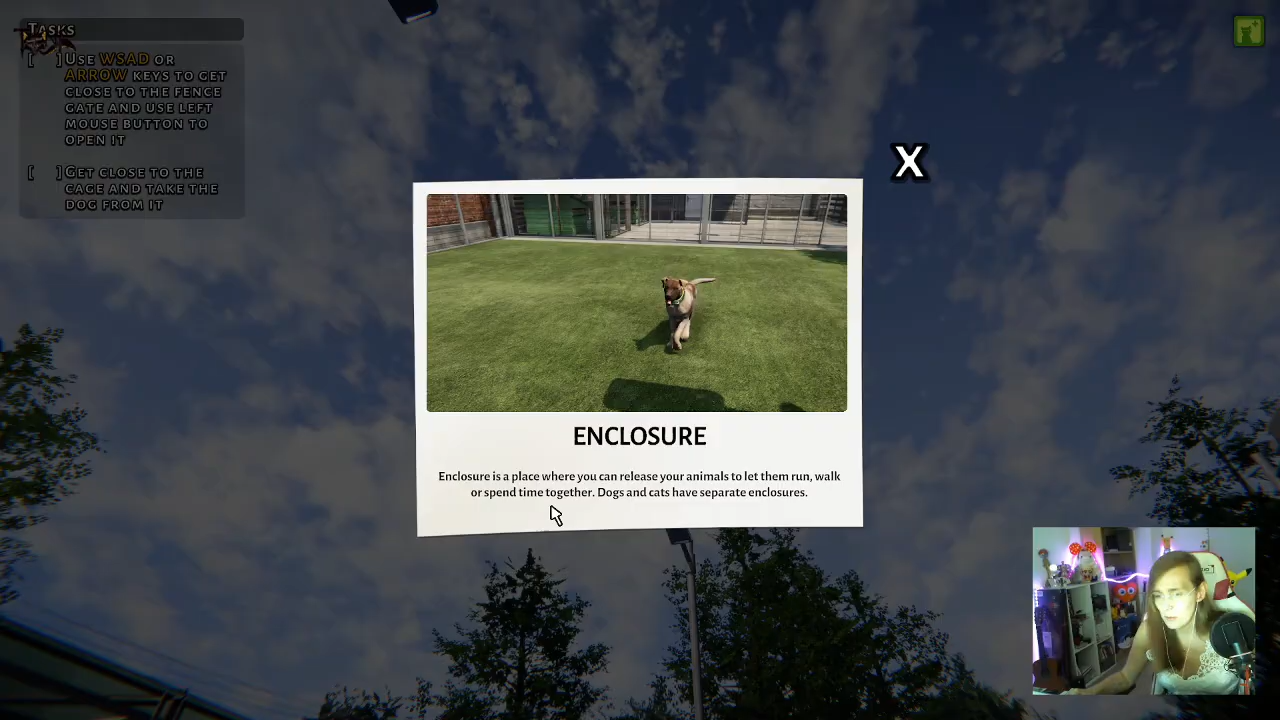 TASKS
[ ] USE WSAD OR
ARROW KEYS TO GET
CLOSE TO THE FENCE
GATE AND USE LEFT
MOUSE BUTTON TO
OPEN IT
[ ] GET CLOSE TO THE
CAGE AND TAKE THE
DOG FROM IT
X
ENCLOSURE
Enclosure is a place where you can release your animals to let them run, walk
or spend time together. Dogs and cats have separate enclosures.